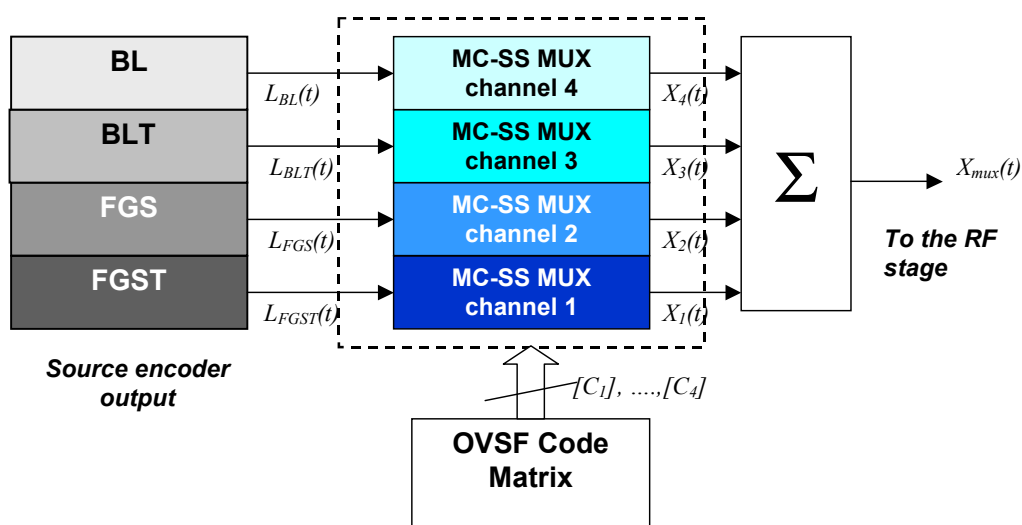 BL
BLT
FGS
FGST
Source encoder
output
L_BL(t)
L_BLT(t)
L_FGS(t)
L_FGST(t)
MC-SS MUX
channel 4
MC-SS MUX
channel 3
MC-SS MUX
channel 2
MC-SS MUX
channel 1
X_4(t)
X_3(t)
X_2(t)
X_1(t)
Σ
X_mux(t)
To the RF
stage
[C_1], ....,[C_4]
OVSF Code
Matrix